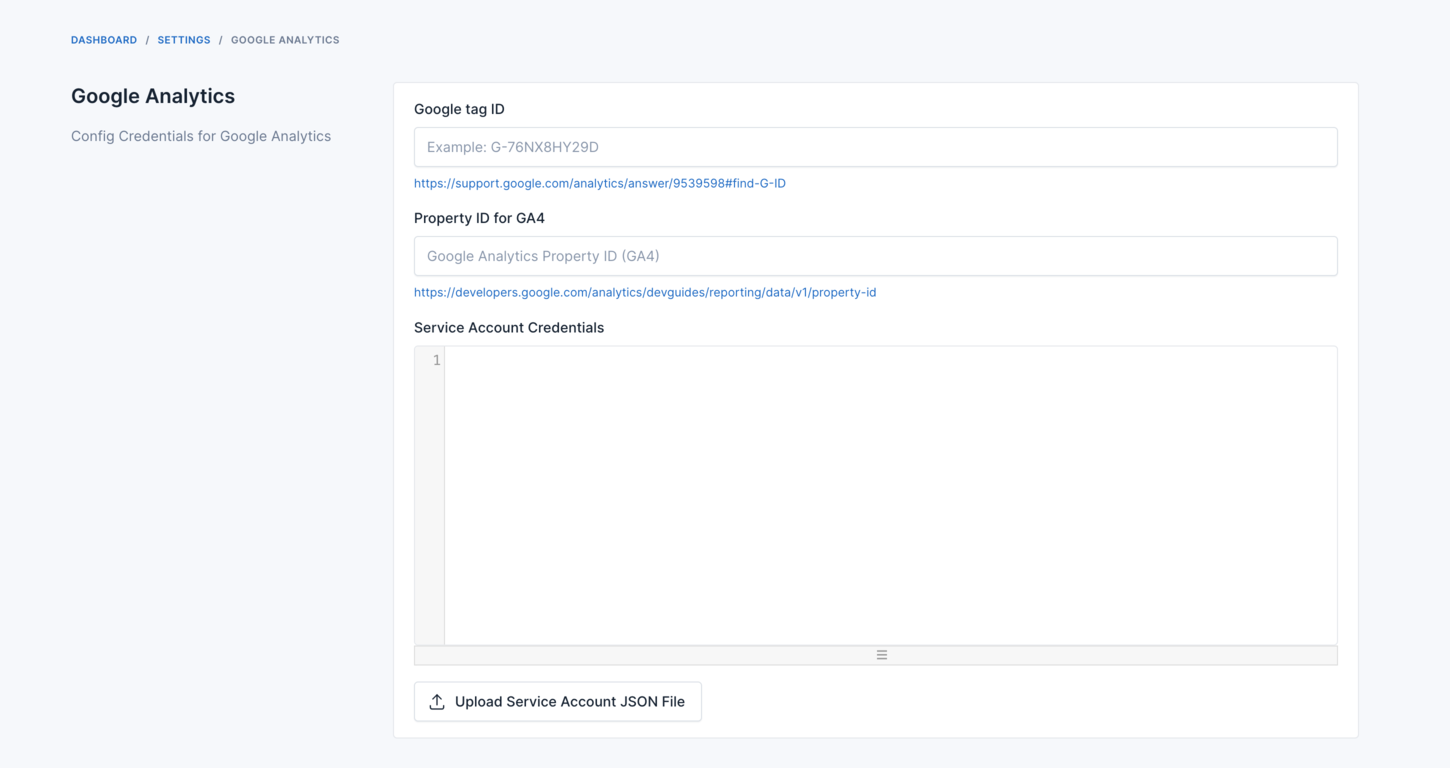 DASHBOARD / SETTINGS / GOOGLE ANALYTICS
Google Analytics
Config Credentials for Google Analytics
Google tag ID
Example: G-76NX8HY29D
https://support.google.com/analytics/answer/9539598#find-G-ID
Property ID for GA4
Google Analytics Property ID (GA4)
https://developers.google.com/analytics/devguides/reporting/data/v1/property-id
Service Account Credentials
1
Upload Service Account JSON File